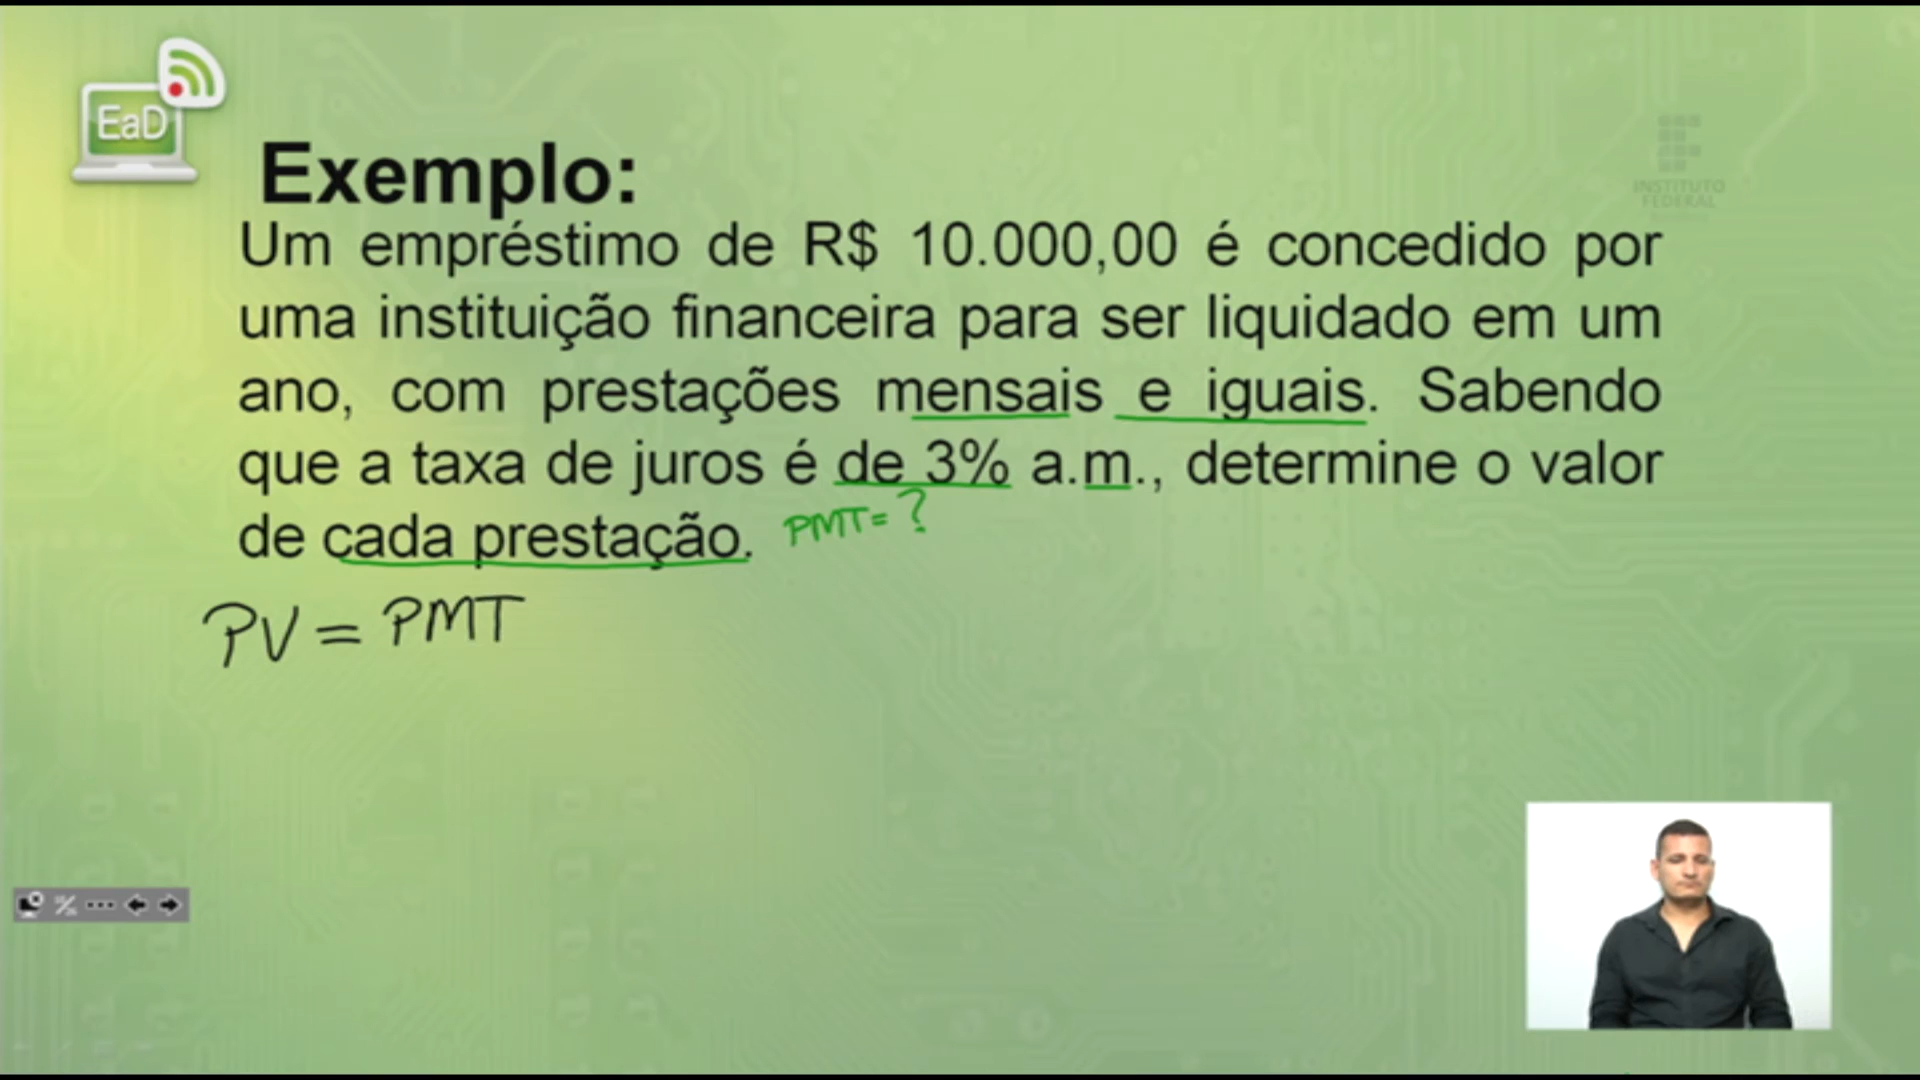 EaD
INSTITUTO
FEDERAL
Exemplo:
Um empréstimo de R$ 10.000,00 é concedido por
uma instituição financeira para ser liquidado em um
ano, com prestações mensais e iguais. Sabendo
que a taxa de juros é de 3% a.m., determine o valor
de cada prestação. PMT= ?
PV = PMT